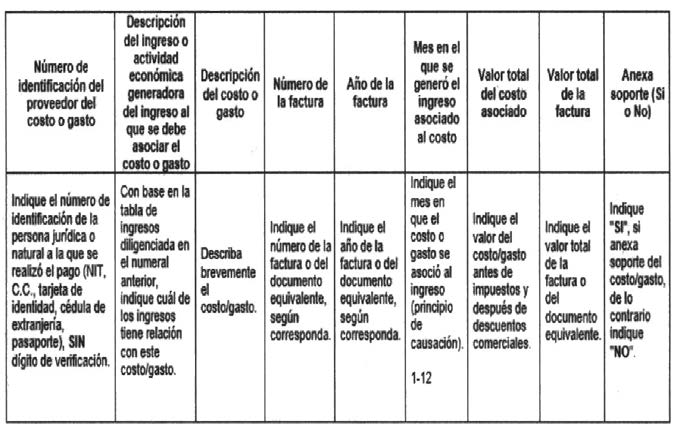 Número de
identificación del
proveedor del
costo o gasto
Descripción
del ingreso o
actividad
económica
generadora
del ingreso al
que se debe
asociar el
costo o gasto
Descripción
del costo o
gasto
Número de
la factura
Año de la
factura
Mes en el
que se
generó el
ingreso
asociado
al costo
Valor total
del costo
asociado
Valor total
de la
factura
Anexa
soporte (Si
o No)
Indique el número de
identificación de la
persona jurídica o
natural a la que se
realizó el pago (NIT,
C.C., tarjeta de
identidad, cédula de
extranjería,
pasaporte), SIN
dígito de verificación.
Con base en la
tabla de
ingresos
diligenciada en
el numeral
anterior,
indique cuál de
los ingresos
tiene relación
con este
costo/gasto.
Describa
brevemente
el
costo/gasto.
Indique el
número de la
factura o del
documento
equivalente,
según
corresponda.
Indique el
año de la
factura o del
documento
equivalente,
según
corresponda.
Indique el
mes en
que el
costo o
gasto se
asoció al
ingreso
(principio
de
causación).
1-12
Indique el
valor del
costo/gasto
antes de
impuestos y
después de
descuentos
comerciales.
Indique el
valor total
de la
factura o
del
documento
equivalente.
Indique
"SI", si
anexa
soporte del
costo/gasto,
de lo
contrario
indique
"NO".